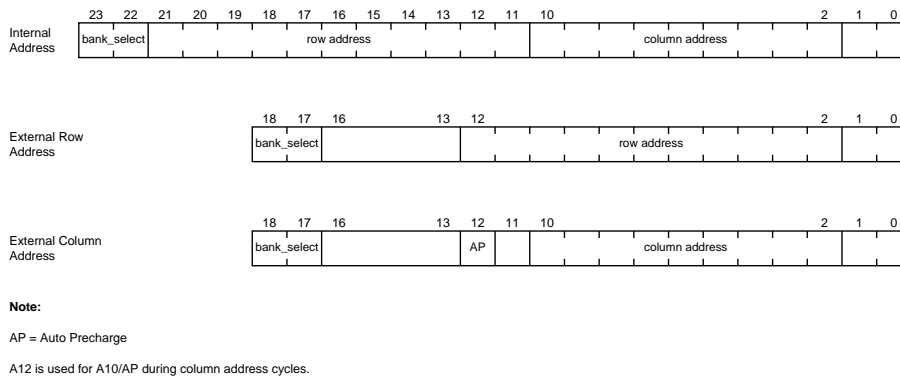 23 22 21 20 19 18 17 16 15 14 13 12 11 10 2 1 0
Internal
Address
bank_select row address column address
18 17 16 13 12 2 1 0
External Row
Address
bank_select row address
18 17 16 13 12 11 10 2 1 0
External Column
Address
bank_select AP column address
Note:
AP = Auto Precharge
A12 is used for A10/AP during column address cycles.